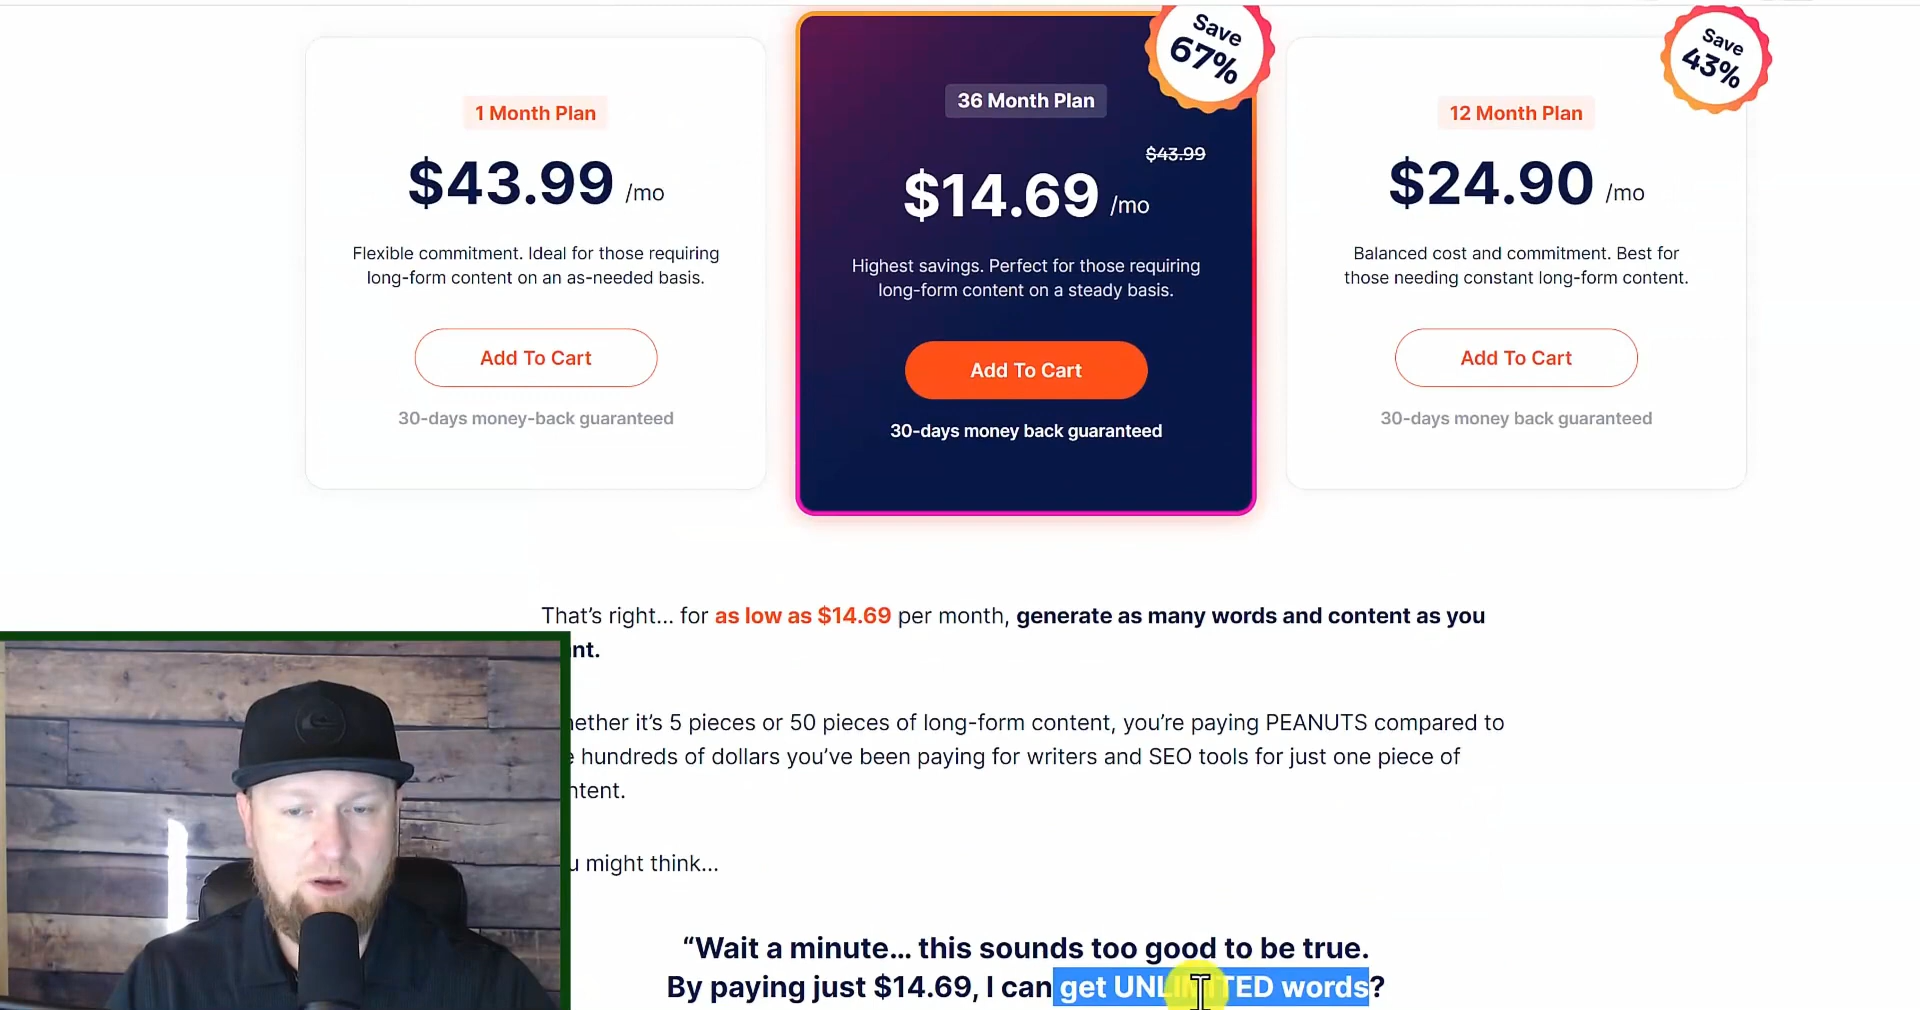 Save
67%
Save
43%
1 Month Plan
$43.99 /mo
Flexible commitment. Ideal for those requiring
long-form content on an as-needed basis.
Add To Cart
30-days money-back guaranteed
36 Month Plan
$43.99
$14.69 /mo
Highest savings. Perfect for those requiring
long-form content on a steady basis.
Add To Cart
30-days money back guaranteed
12 Month Plan
$24.90 /mo
Balanced cost and commitment. Best for
those needing constant long-form content.
Add To Cart
30-days money back guaranteed
That's right... for as low as $14.69 per month, generate as many words and content as you
it's 5 pieces or 50 pieces of long-form content, you're paying PEANUTS compared to
hundreds of dollars you've been paying for writers and SEO tools for just one piece of
might think...
"Wait a minute... this sounds too good to be true.
By paying just $14.69, I can get UNLIMITED words?